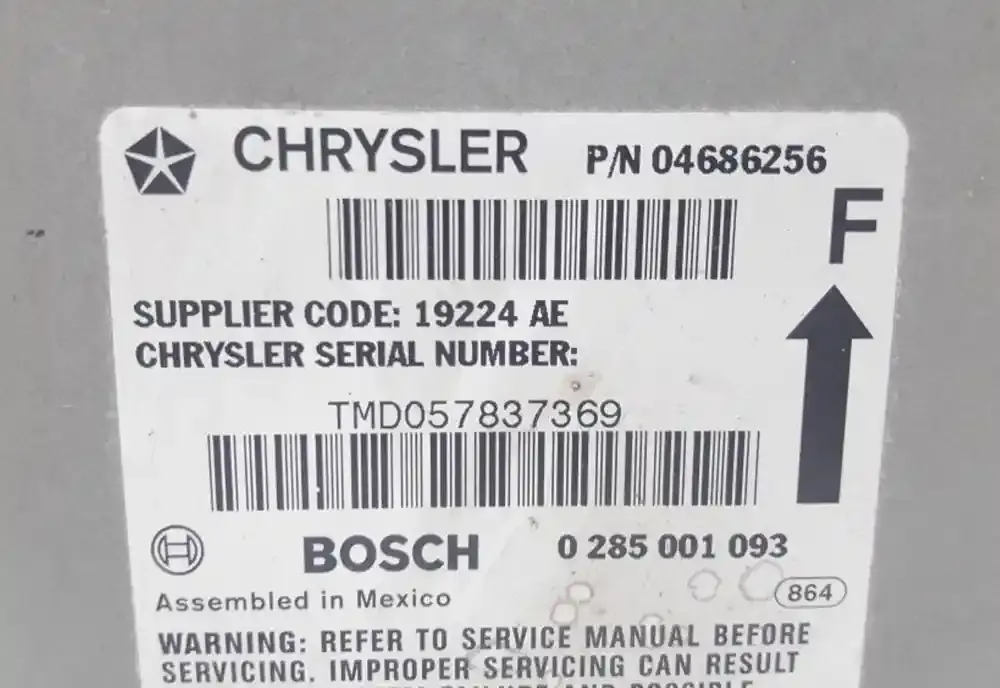 CHRYSLER P/N 04686256
F
SUPPLIER CODE: 19224 AE
CHRYSLER SERIAL NUMBER:
TMD057837369
BOSCH 0 285 001 093
864
Assembled in Mexico
WARNING: REFER TO SERVICE MANUAL BEFORE
SERVICING. IMPROPER SERVICING CAN RESULT